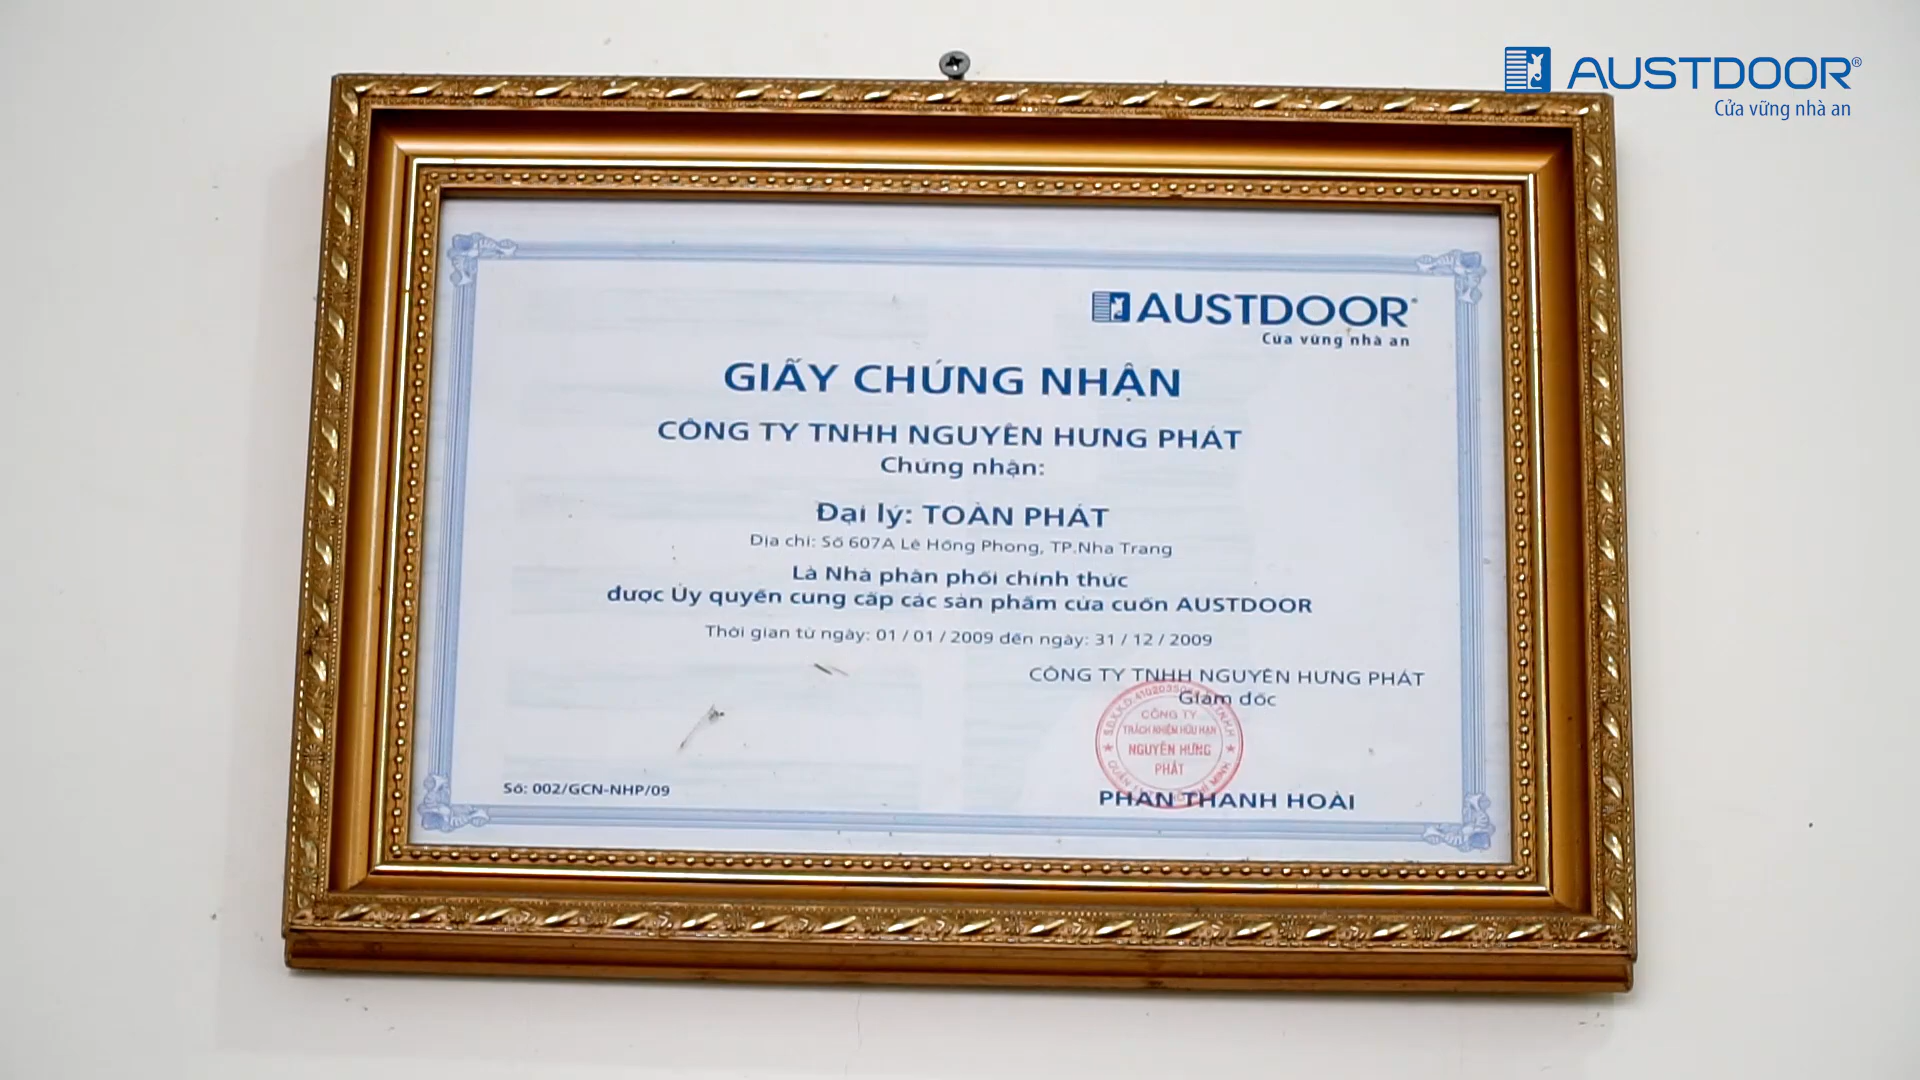 AUSTDOOR®
Cửa vững nhà an
AUSTDOOR®
Cửa vững nhà an
GIẤY CHỨNG NHẬN
CÔNG TY TNHH NGUYÊN HƯNG PHÁT
Chứng nhận:
Đại lý: TOÀN PHÁT
Địa chỉ: Số 607A Lê Hồng Phong, TP.Nha Trang
Là Nhà phân phối chính thức
được Ủy quyền cung cấp các sản phẩm cửa cuốn AUSTDOOR
Thời gian từ ngày: 01 / 01 / 2009 đến ngày: 31 / 12 / 2009
CÔNG TY TNHH NGUYÊN HƯNG PHÁT
Giám đốc
CÔNG TY
TRÁCH NHIỆM HỮU HẠN
NGUYÊN HƯNG
PHÁT
Số: 002/GCN-NHP/09
PHAN THANH HOÀI